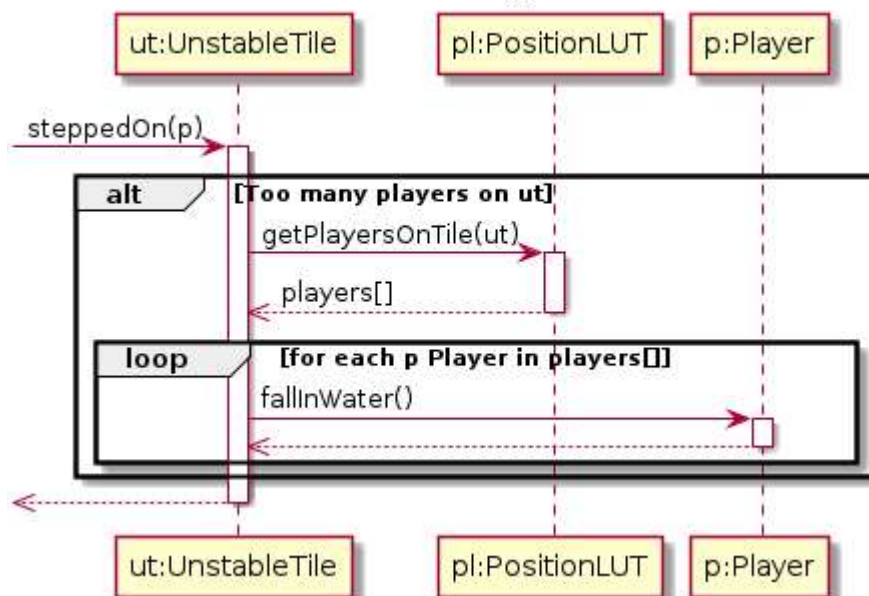 ut:UnstableTile
pl:PositionLUT
p:Player
steppedOn(p)
alt
[Too many players on ut]
getPlayersOnTile(ut)
players[]
loop
[for each p Player in players[]]
fallInWater()
ut:UnstableTile
pl:PositionLUT
p:Player